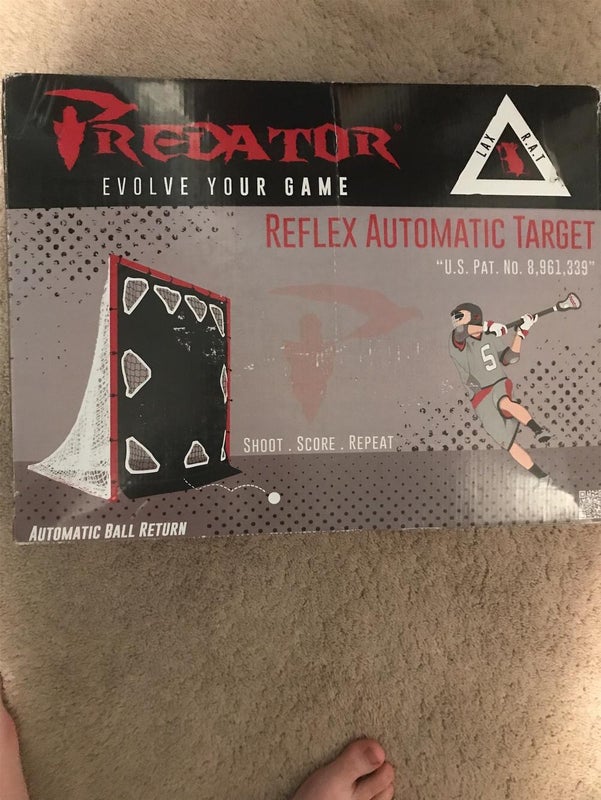 PREDATOR®
EVOLVE YOUR GAME
LAX R.A.T
REFLEX AUTOMATIC TARGET
"U.S. PAT. NO. 8,961,339"
5
SHOOT . SCORE . REPEAT
AUTOMATIC BALL RETURN